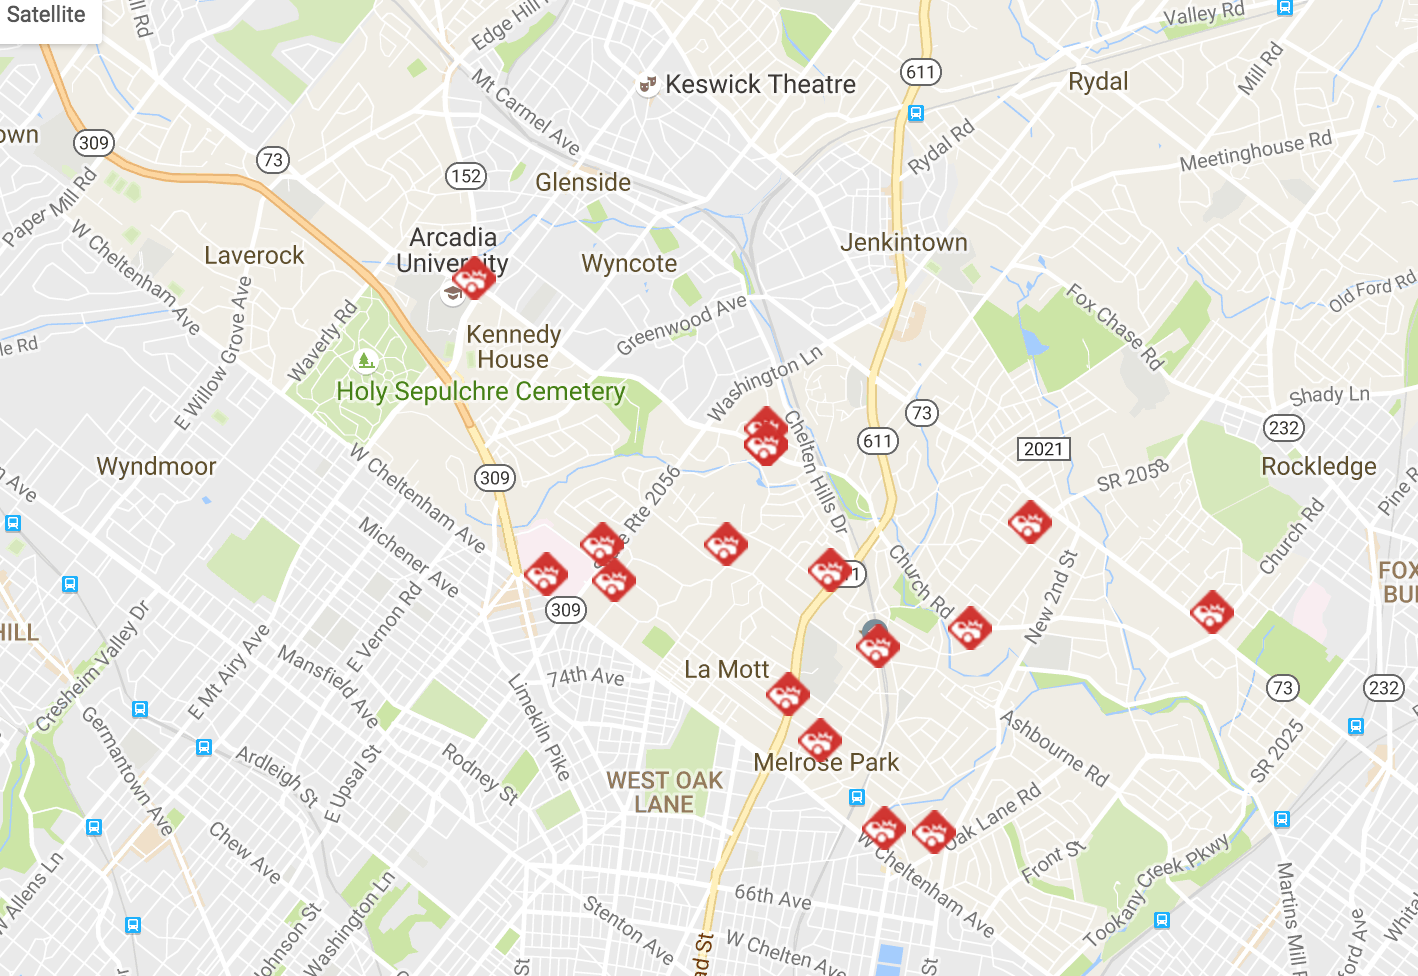 Satellite
Rd
Edge Hill
Valley Rd
611
Mill Rd
Keswick Theatre
Rydal
Mt Carmel Ave
own
309
73
152
Rydal Rd
Meetinghouse Rd
Paper Mill Rd
Glenside
W Cheltenham Ave
Arcadia
University
Laverock
Wyncote
Jenkintown
E Willow Grove Ave
Waverly Rd
Kennedy
House
Greenwood Ave
Fox Chase Rd
Old Ford Rd
le Rd
Washington Ln
Holy Sepulchre Cemetery
73
Shady Ln
232
611
2021
Chelten Hills Dr
SR 2058
Rockledge
Wyndmoor
309
Ave
W Cheltenham Ave
Rte 2056
Pine R
Church Rd
Michener Ave
E Vernon Rd
Church Rd
New 2nd St
309
FOX
BU
HILL
Cresheim Valley Dr
E Mt Airy Ave
Mansfield Ave
74th Ave
La Mott
73
232
Limekiln Pike
Germantown Ave
Ardleigh St
E Upsal St
Rodney St
WEST OAK
LANE
Melrose Park
Ashbourne Rd
SR 2025
Oak Lane Rd
W Cheltenham Ave
Front St
Tookany Creek Pkwy
Chew Ave
W Allens Ln
Washington Ln
Johnson St
66th Ave
Stenton Ave
W Chelten Ave
ad St
St
St
Martins Mill
ford Ave
Whita